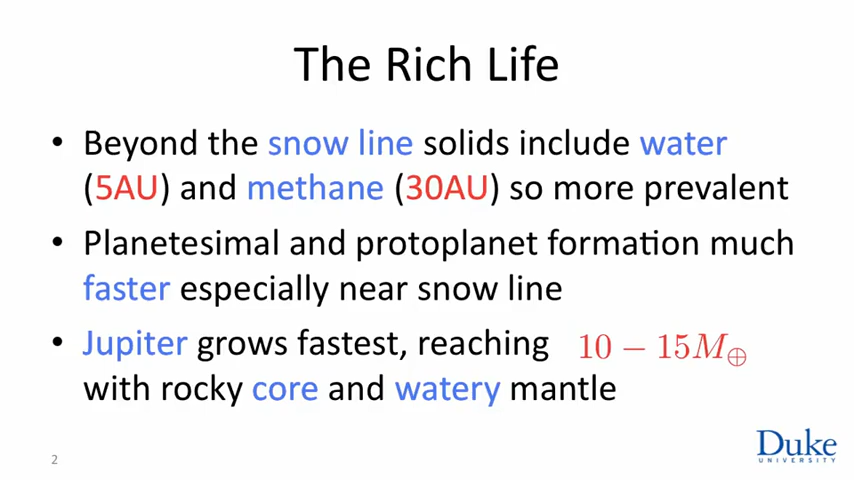 The Rich Life
• Beyond the snow line solids include water
(5AU) and methane (30AU) so more prevalent
• Planetesimal and protoplanet formation much
faster especially near snow line
• Jupiter grows fastest, reaching 10 − 15M⊕
with rocky core and watery mantle
2
Duke
UNIVERSITY